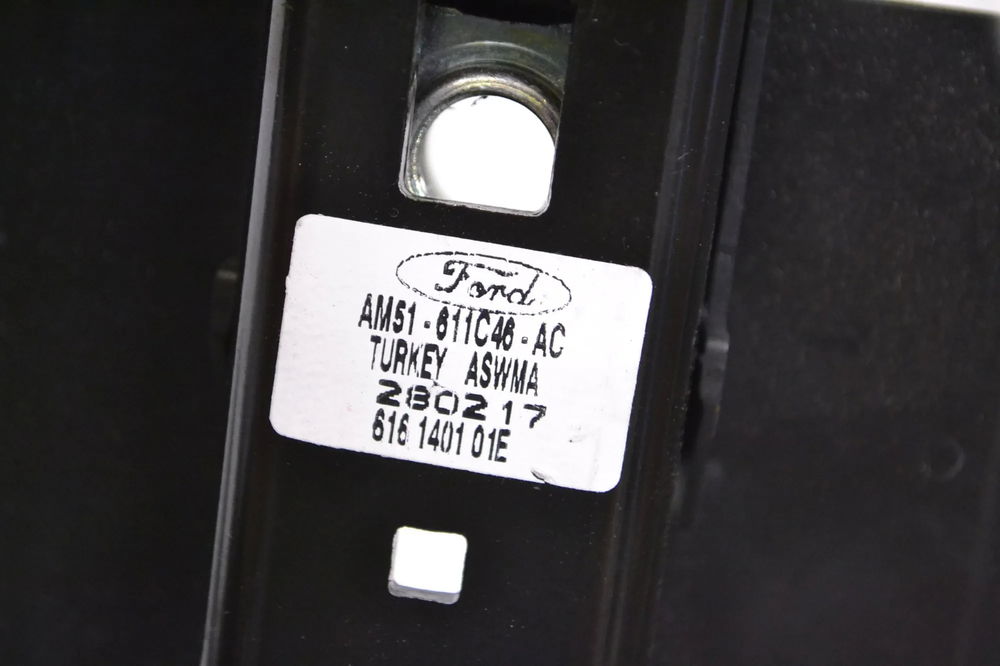 Ford
AM51-611C46-AC
TURKEY ASWMA
280217
616 1401 01E